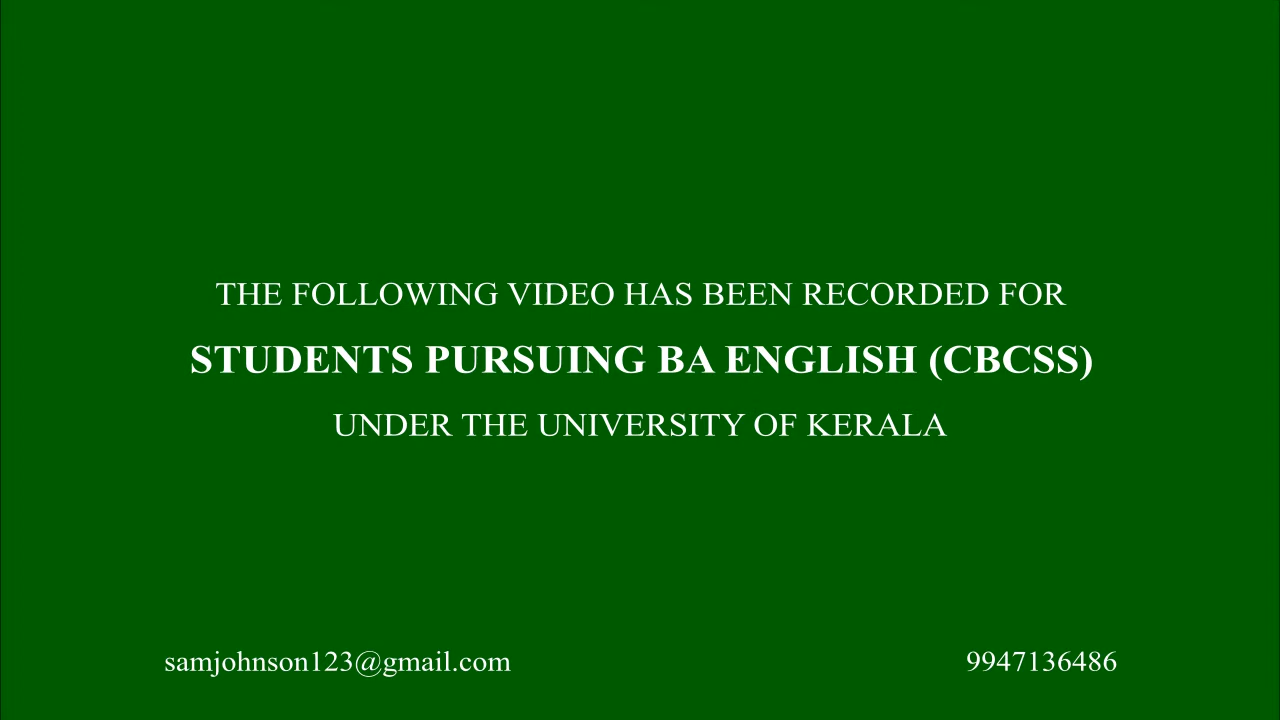 THE FOLLOWING VIDEO HAS BEEN RECORDED FOR
STUDENTS PURSUING BA ENGLISH (CBCSS)
UNDER THE UNIVERSITY OF KERALA
samjohnson123@gmail.com 9947136486